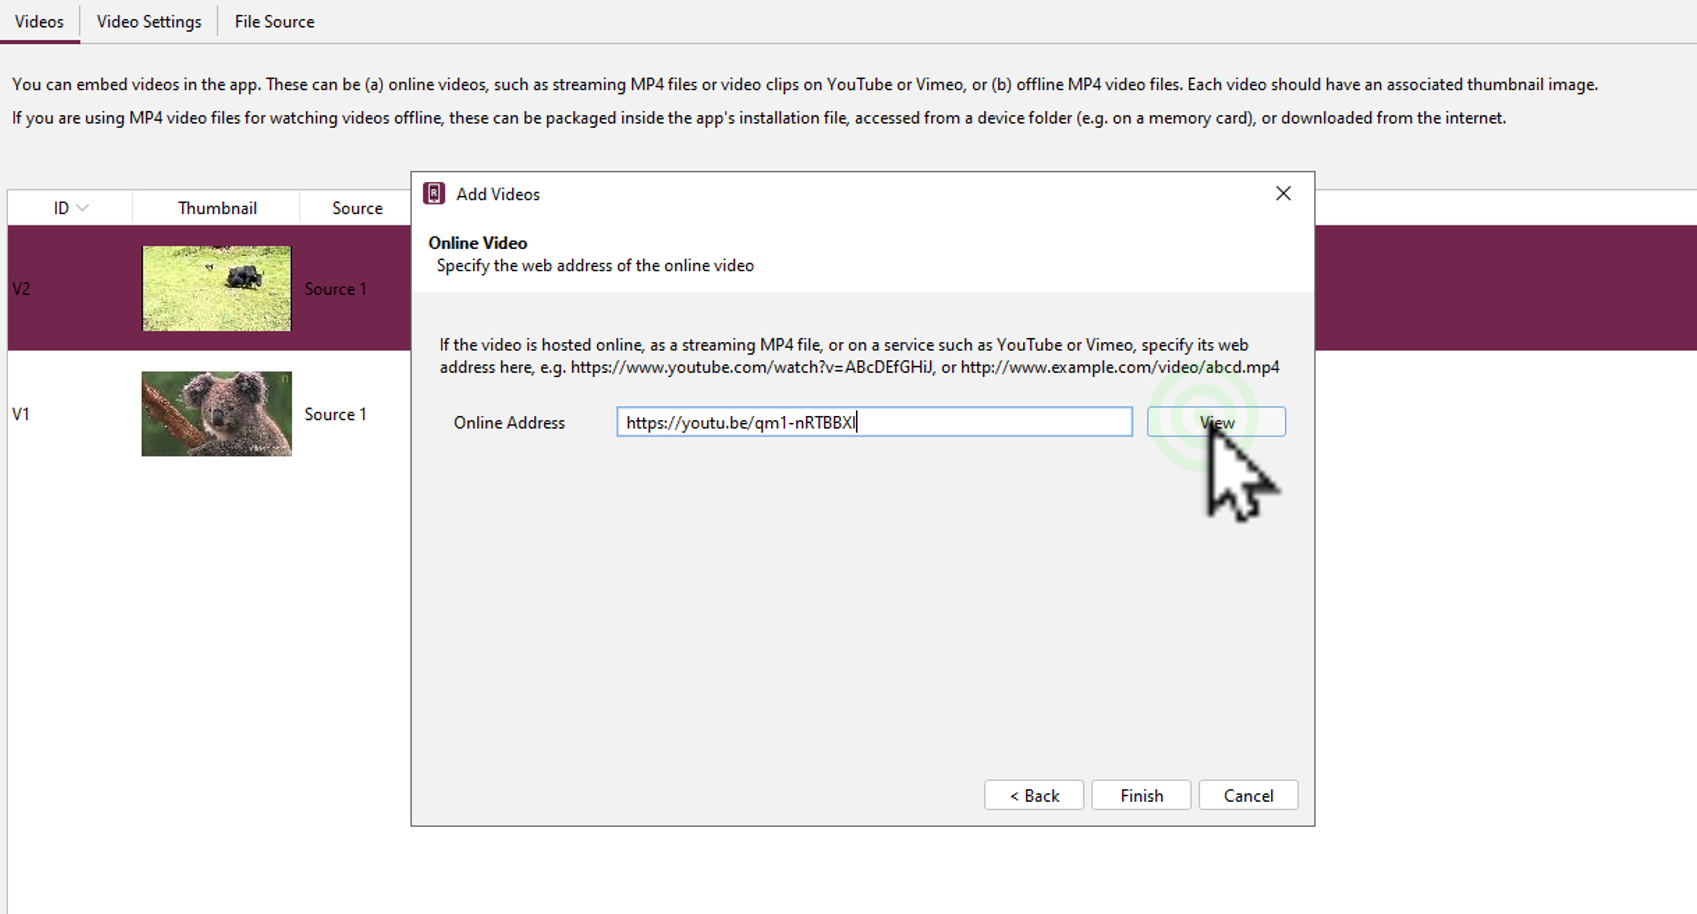 Videos
Video Settings
File Source
You can embed videos in the app. These can be (a) online videos, such as streaming MP4 files or video clips on YouTube or Vimeo, or (b) offline MP4 video files. Each video should have an associated thumbnail image.
If you are using MP4 video files for watching videos offline, these can be packaged inside the app's installation file, accessed from a device folder (e.g. on a memory card), or downloaded from the internet.
ID
Thumbnail
Source
V2
Source 1
V1
Source 1
Add Videos
Online Video
Specify the web address of the online video
If the video is hosted online, as a streaming MP4 file, or on a service such as YouTube or Vimeo, specify its web
address here, e.g. https://www.youtube.com/watch?v=ABcDEfGHiJ, or http://www.example.com/video/abcd.mp4
Online Address
https://youtu.be/qm1-nRTBBXI
View
< Back
Finish
Cancel